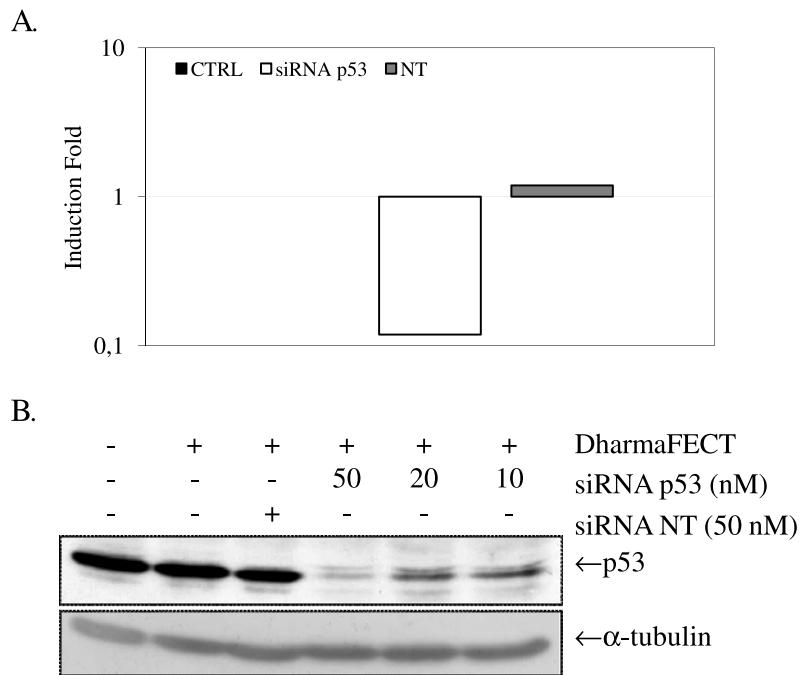 A.
10
CTRL siRNA p53 NT
Induction Fold
1
0,1
B.
- + + + + + DharmaFECT
- - - 50 20 10 siRNA p53 (nM)
- - + - - - siRNA NT (50 nM)
←p53
←α-tubulin